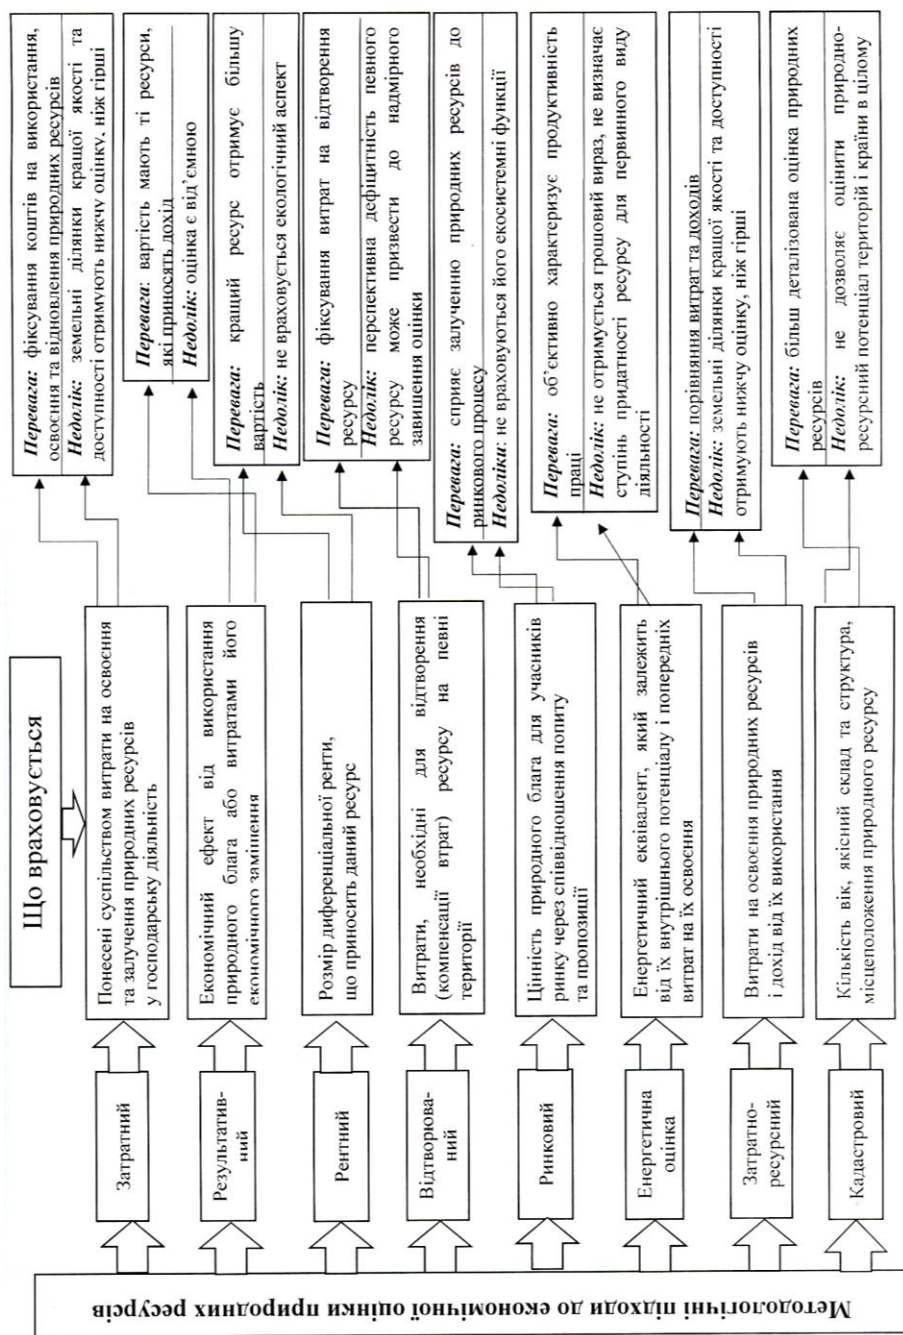 Методологічні підходи до економічної оцінки природних ресурсів
Що враховується
Затратний
Понесені суспільством витрати на освоєння
та залучення природних ресурсів
у господарську діяльність
Перевага: фіксування коштів на використання,
освоєння та відновлення природних ресурсів
Недолік: земельні ділянки кращої якості та
доступності отримують нижчу оцінку, ніж гірші
Результатив-
ний
Економічний ефект від використання
природного блага або витратами його
економічного заміщення
Перевага: вартість мають ті ресурси,
які приносять дохід
Недолік: оцінка є від’ємною
Рентний
Розмір диференціальної ренти,
що приносить даний ресурс
Перевага: кращий ресурс отримує більшу
вартість
Недолік: не враховується екологічний аспект
Відтворюва-
ний
Витрати, необхідні для відтворення
(компенсації втрат) ресурсу на певні
території
Перевага: фіксування витрат на відтворення
ресурсу
Недолік: перспективна дефіцитність певного
ресурсу може призвести до надмірного
завищення оцінки
Ринковий
Цінність природного блага для учасників
ринку через співвідношення попиту
та пропозиції
Перевага: сприяє залученню природних ресурсів до
ринкового процесу
Недоліки: не враховуються його екосистемні функції
Енергетична
оцінка
Енергетичний еквівалент, який залежить
від їх внутрішнього потенціалу і попередніх
витрат на їх освоєння
Перевага: об’єктивно характеризує продуктивність
праці
Недолік: не отримується грошовий вираз, не визначає
ступінь придатності ресурсу для первинного виду
діяльності
Затратно-
ресурсний
Витрати на освоєння природних ресурсів
і дохід від їх використання
Перевага: порівняння витрат та доходів
Недолік: земельні ділянки кращої якості та доступності
отримують нижчу оцінку, ніж гірші
Кадастровий
Кількість вік, якісний склад та структура,
місцеположення природного ресурсу
Перевага: більш деталізована оцінка природних
ресурсів
Недолік: не дозволяє оцінити природно-
ресурсний потенціал територій і країни в цілому